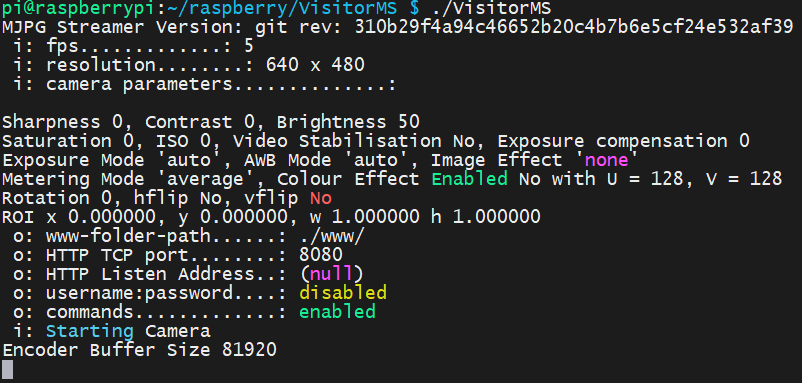 pi@raspberrypi:~/raspberry/VisitorMS $ ./VisitorMS
MJPG Streamer Version: git rev: 310b29f4a94c46652b20c4b7b6e5cf24e532af39
 i: fps.............: 5
 i: resolution........: 640 x 480
 i: camera parameters..............:

Sharpness 0, Contrast 0, Brightness 50
Saturation 0, ISO 0, Video Stabilisation No, Exposure compensation 0
Exposure Mode 'auto', AWB Mode 'auto', Image Effect 'none'
Metering Mode 'average', Colour Effect Enabled No with U = 128, V = 128
Rotation 0, hflip No, vflip No
ROI x 0.000000, y 0.000000, w 1.000000 h 1.000000
 o: www-folder-path......: ./www/
 o: HTTP TCP port........: 8080
 o: HTTP Listen Address..: (null)
 o: username:password....: disabled
 o: commands.............: enabled
 i: Starting Camera
Encoder Buffer Size 81920